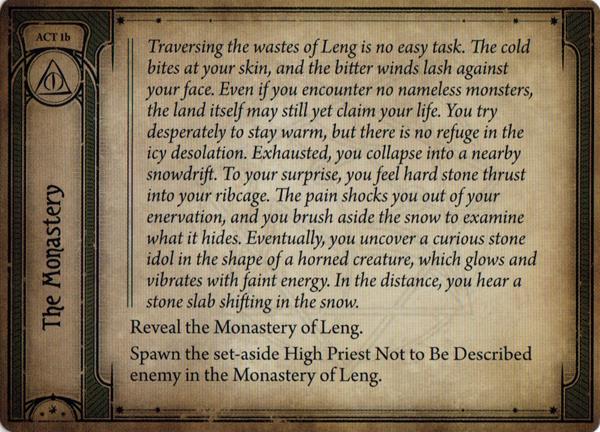 ACT 1b
The Monastery
Traversing the wastes of Leng is no easy task. The cold
bites at your skin, and the bitter winds lash against
your face. Even if you encounter no nameless monsters,
the land itself may still yet claim your life. You try
desperately to stay warm, but there is no refuge in the
icy desolation. Exhausted, you collapse into a nearby
snowdrift. To your surprise, you feel hard stone thrust
into your ribcage. The pain shocks you out of your
enervation, and you brush aside the snow to examine
what it hides. Eventually, you uncover a curious stone
idol in the shape of a horned creature, which glows and
vibrates with faint energy. In the distance, you hear a
stone slab shifting in the snow.
Reveal the Monastery of Leng.
Spawn the set-aside High Priest Not to Be Described
enemy in the Monastery of Leng.